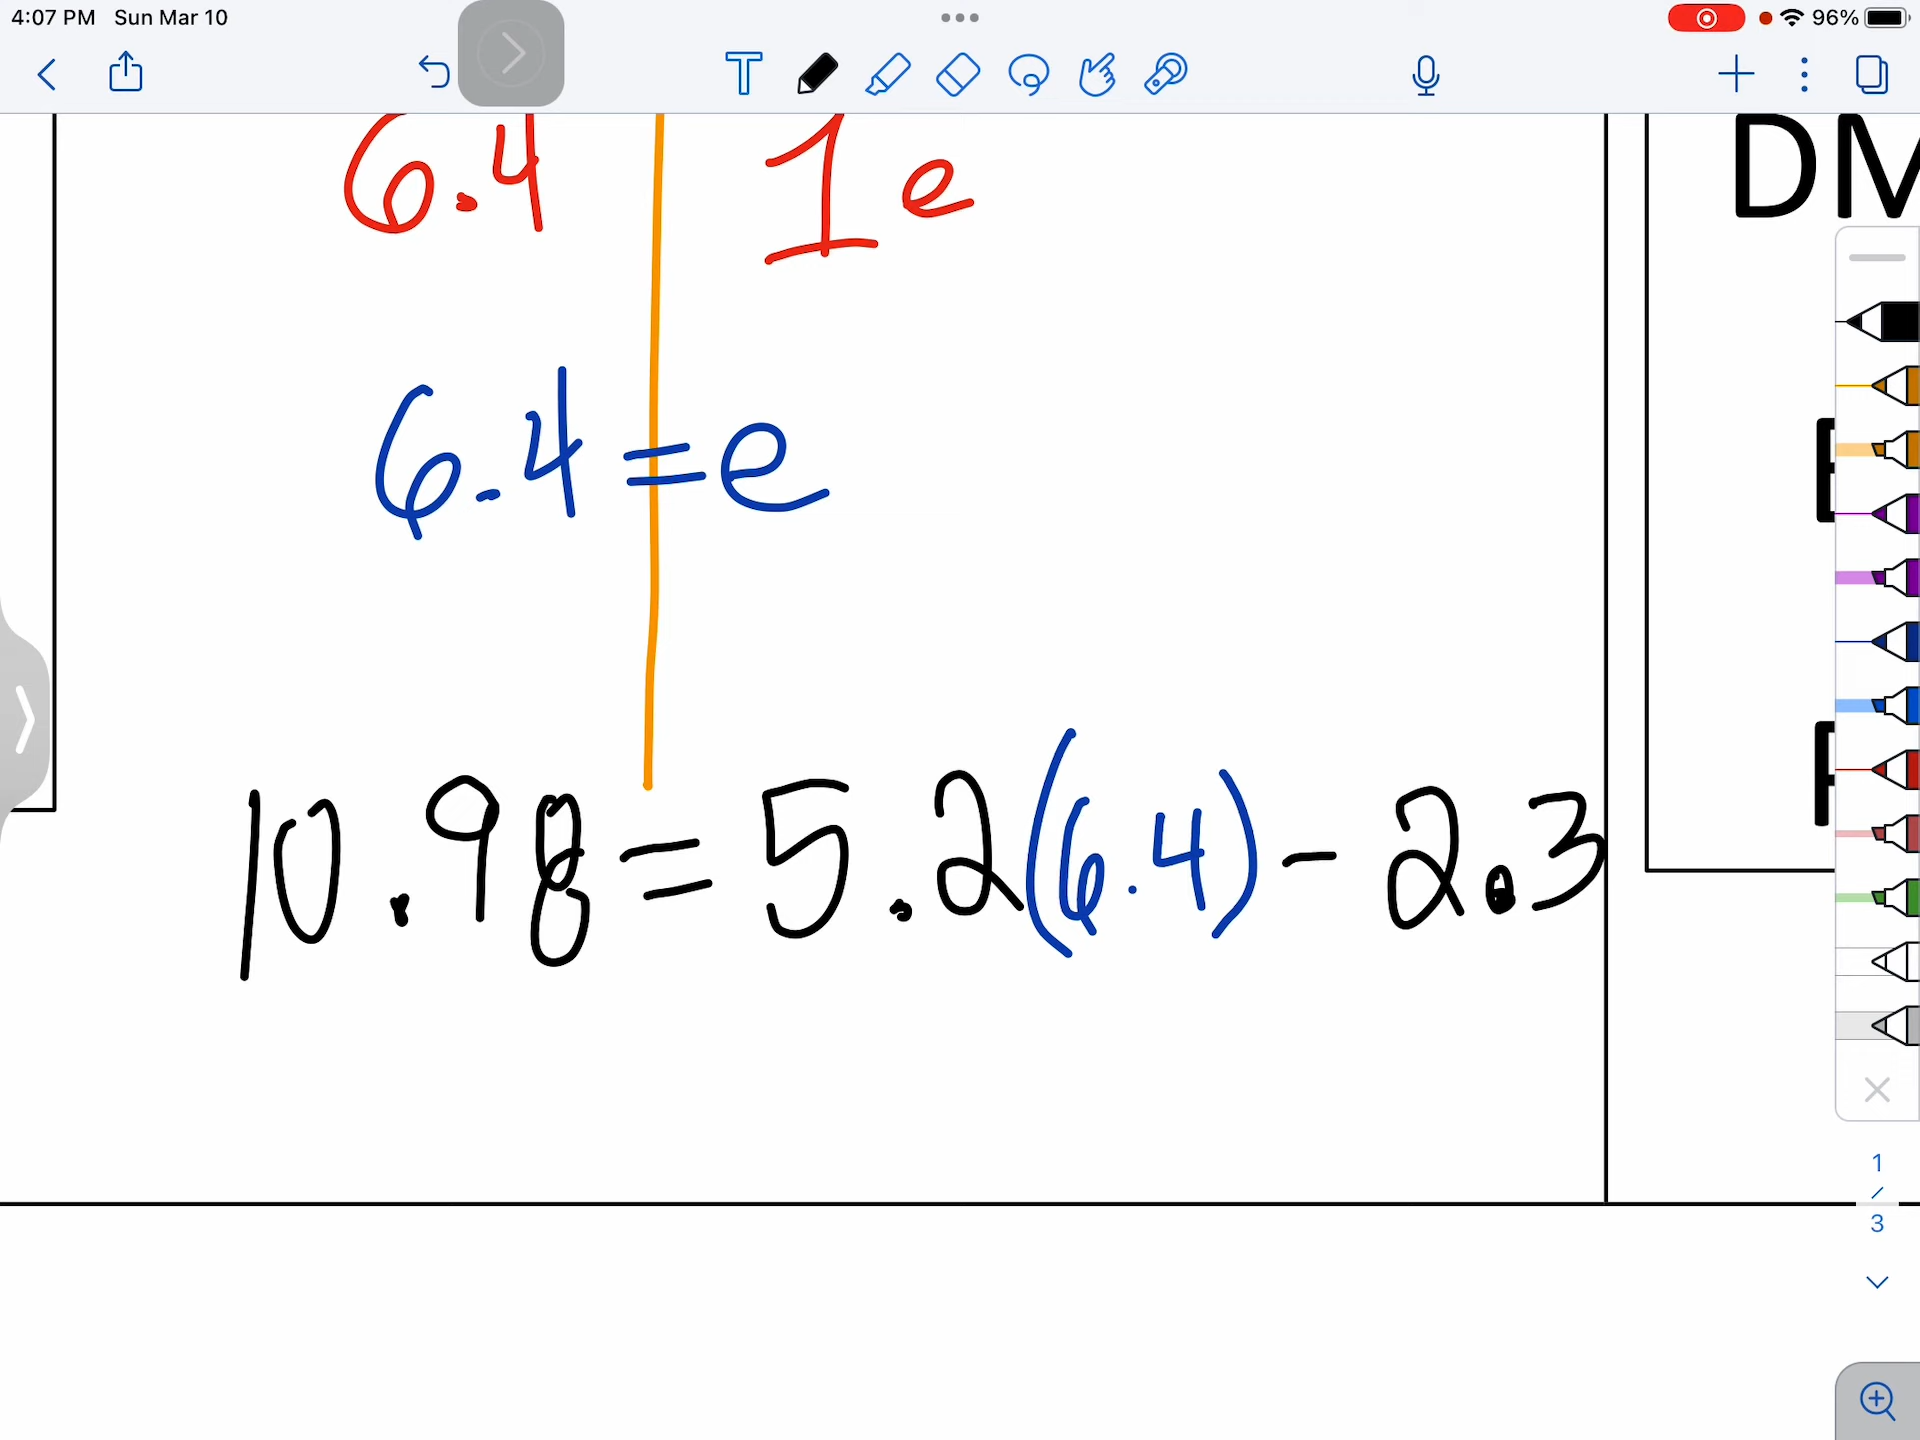 4:07 PM Sun Mar 10
96%
T
DM
6.4 1e
6.4=e
10.98=5.2(6.4)-2.3
1
/
3